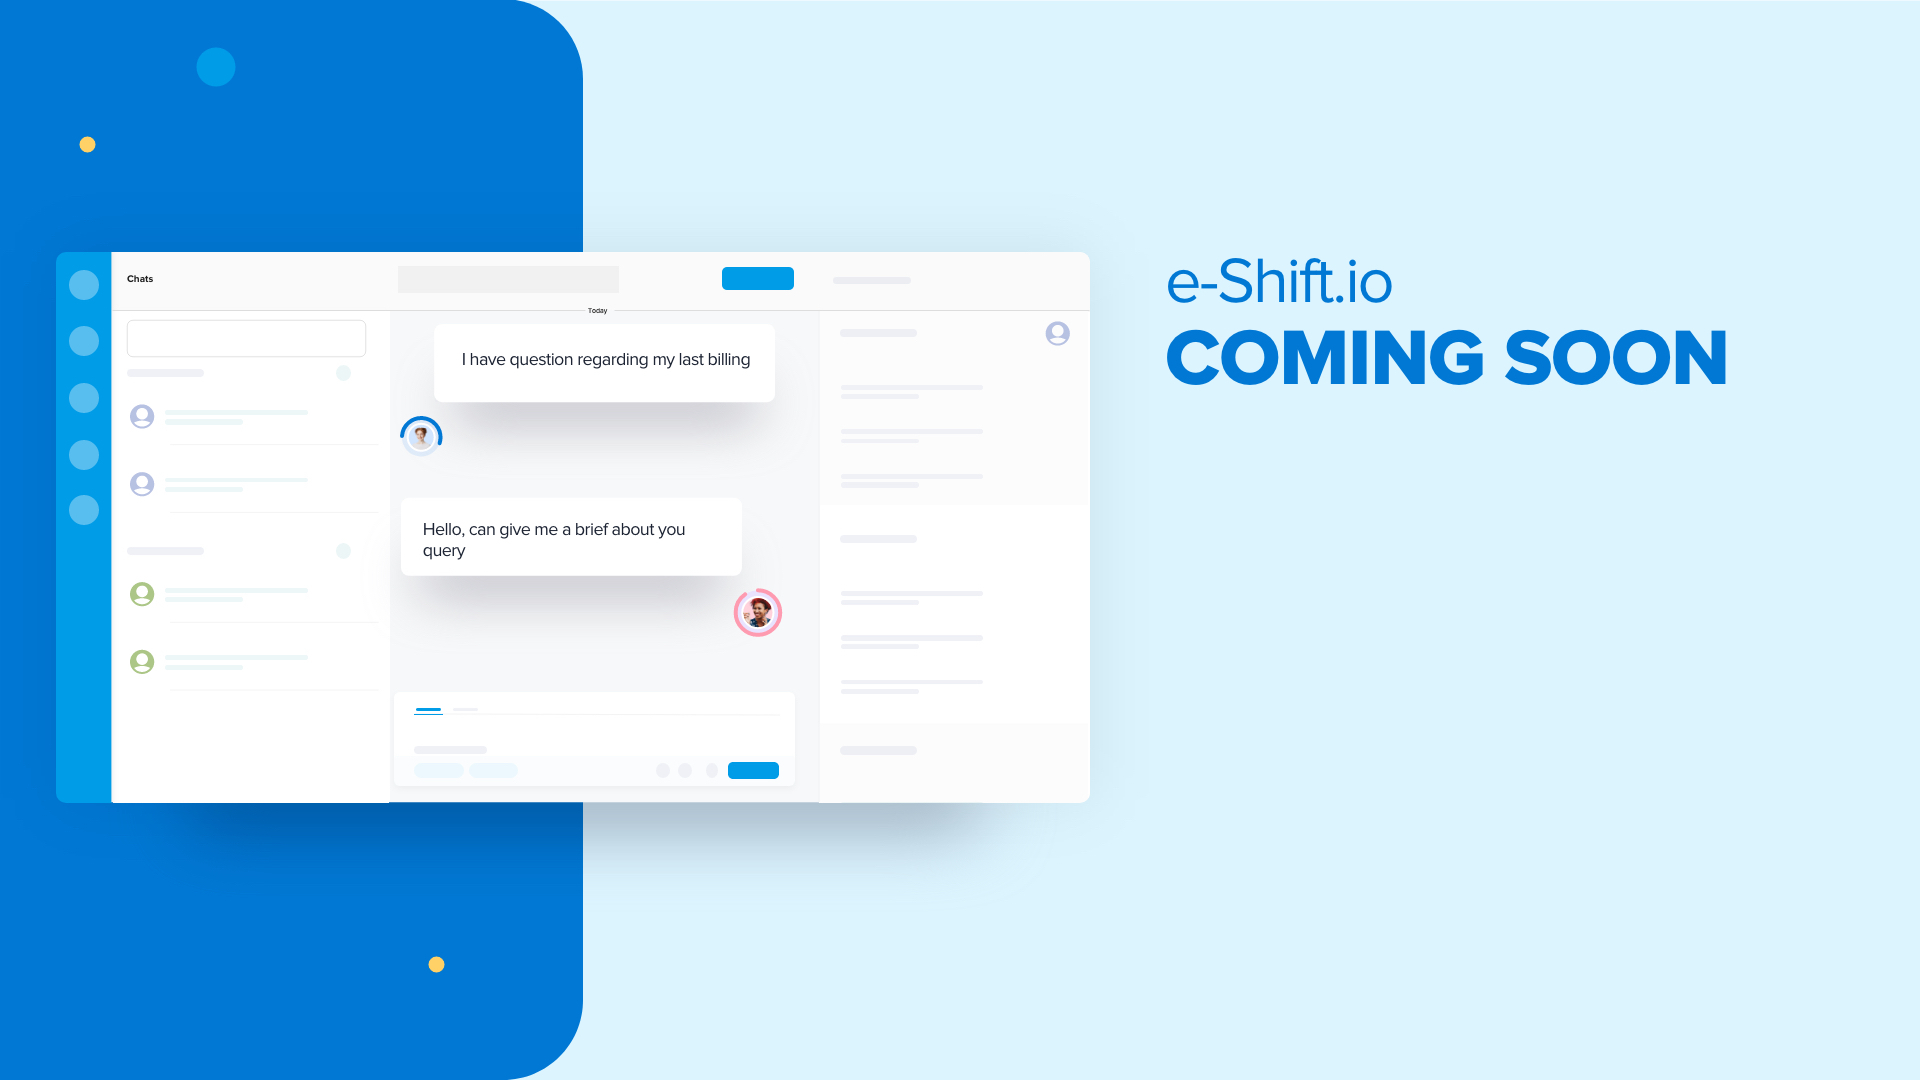 Chats
Today
I have question regarding my last billing
Hello, can give me a brief about you
query
e-Shift.io
COMING SOON